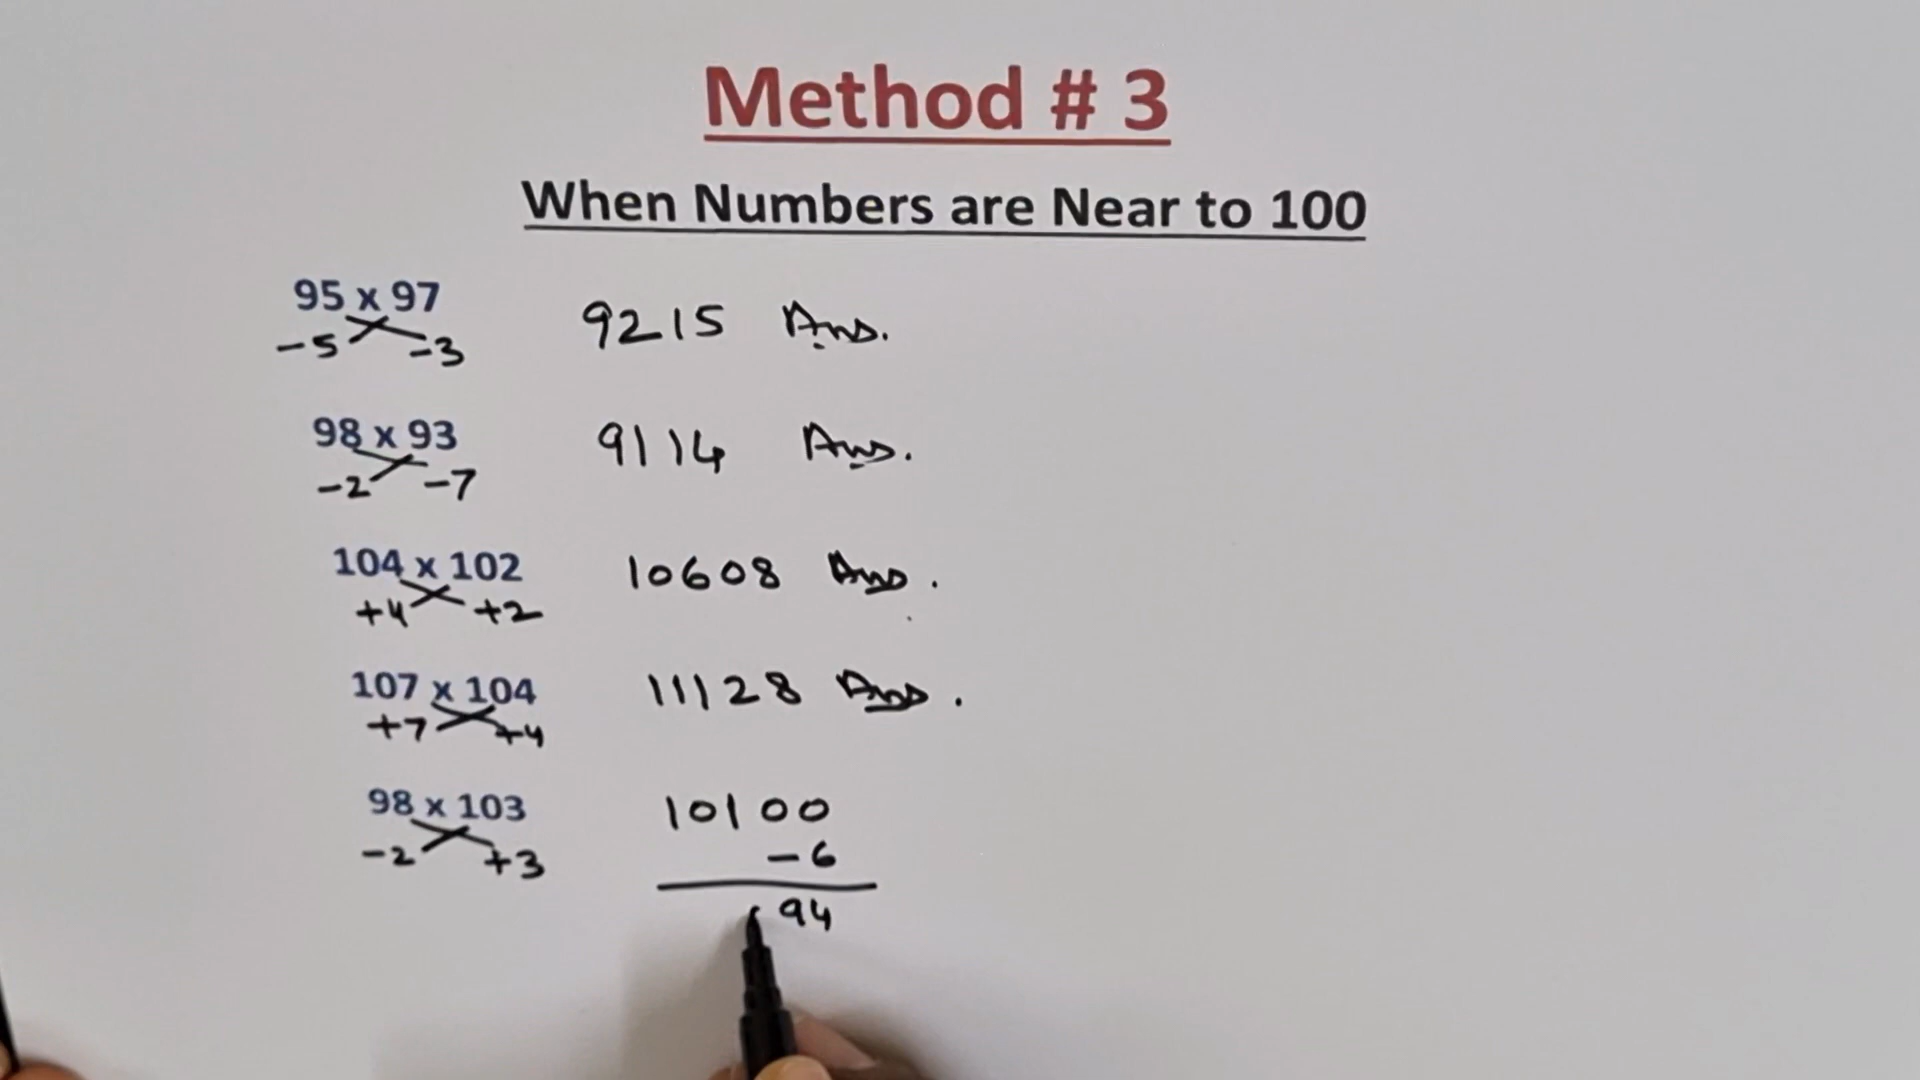 Method # 3
When Numbers are Near to 100
95 x 97 9215 Ans.
-5 -3
98 x 93 9114 Ans.
-2 -7
104 x 102 10608 Ans.
+4 +2
107 x 104 11128 Ans.
+7 +4
98 x 103 10100
-2 +3 -6
94